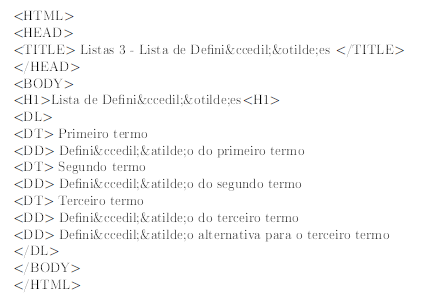 <HTML>
<HEAD>
<TITLE> Listas 3 - Lista de Defini&ccedil;&otilde;es </TITLE>
</HEAD>
<BODY>
<H1>Lista de Defini&ccedil;&otilde;es<H1>
<DL>
<DT> Primeiro termo
<DD> Defini&ccedil;&atilde;o do primeiro termo
<DT> Segundo termo
<DD> Defini&ccedil;&atilde;o do segundo termo
<DT> Terceiro termo
<DD> Defini&ccedil;&atilde;o do terceiro termo
<DD> Defini&ccedil;&atilde;o alternativa para o terceiro termo
</DL>
</BODY>
</HTML>